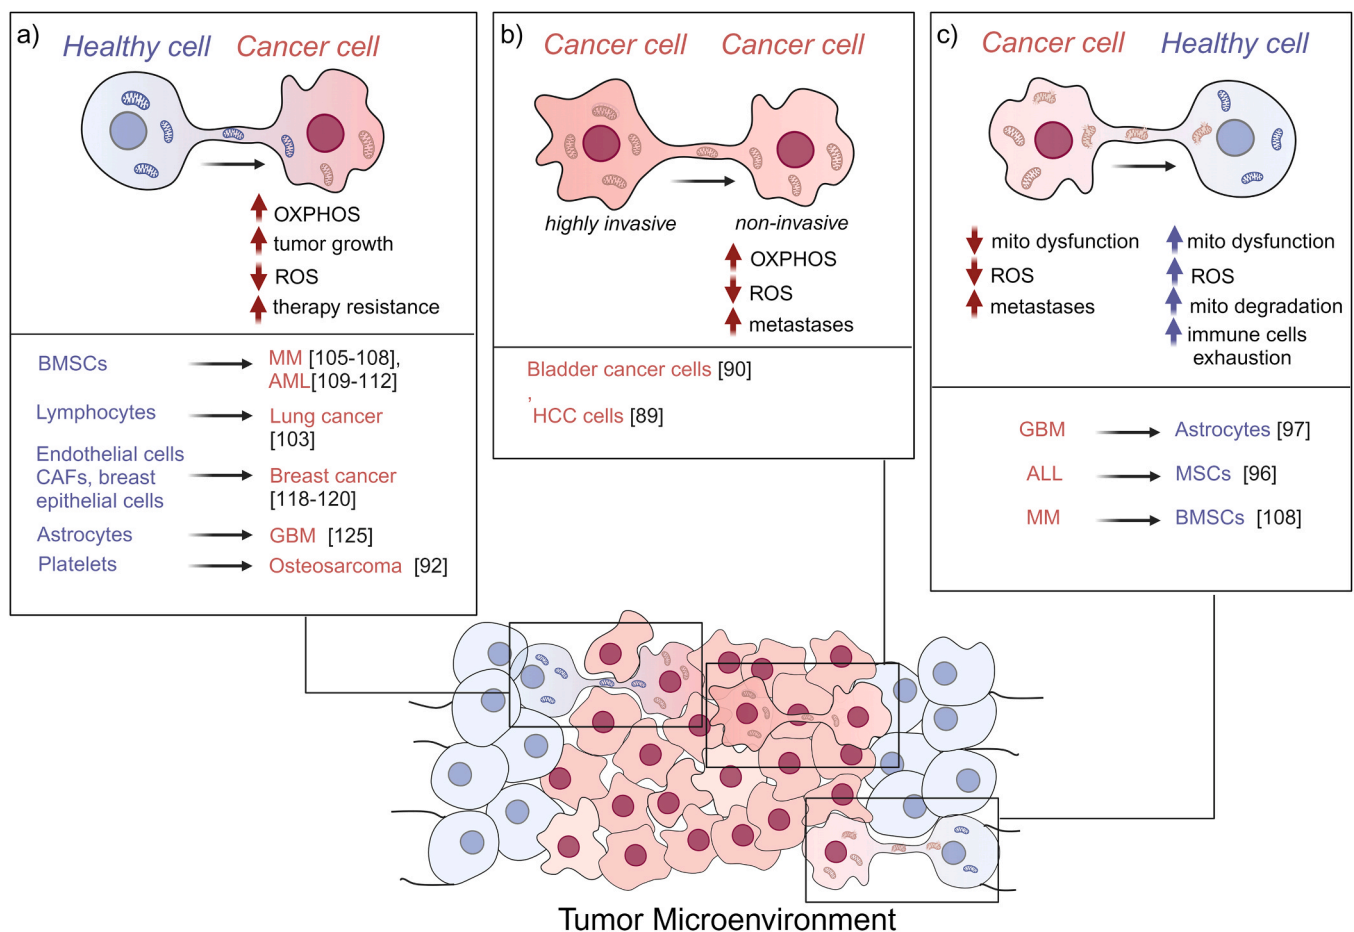 a)
Healthy cell
Cancer cell
OXPHOS
tumor growth
ROS
therapy resistance
BMSCs
MM [105-108],
AML[109-112]
Lymphocytes
Lung cancer
[103]
Endothelial cells
CAFs, breast
epithelial cells
Breast cancer
[118-120]
Astrocytes
GBM [125]
Platelets
Osteosarcoma [92]
b)
Cancer cell
Cancer cell
highly invasive
non-invasive
OXPHOS
ROS
metastases
Bladder cancer cells [90]
,
HCC cells [89]
c)
Cancer cell
Healthy cell
mito dysfunction
ROS
metastases
mito dysfunction
ROS
mito degradation
immune cells
exhaustion
GBM
Astrocytes [97]
ALL
MSCs [96]
MM
BMSCs [108]
Tumor Microenvironment